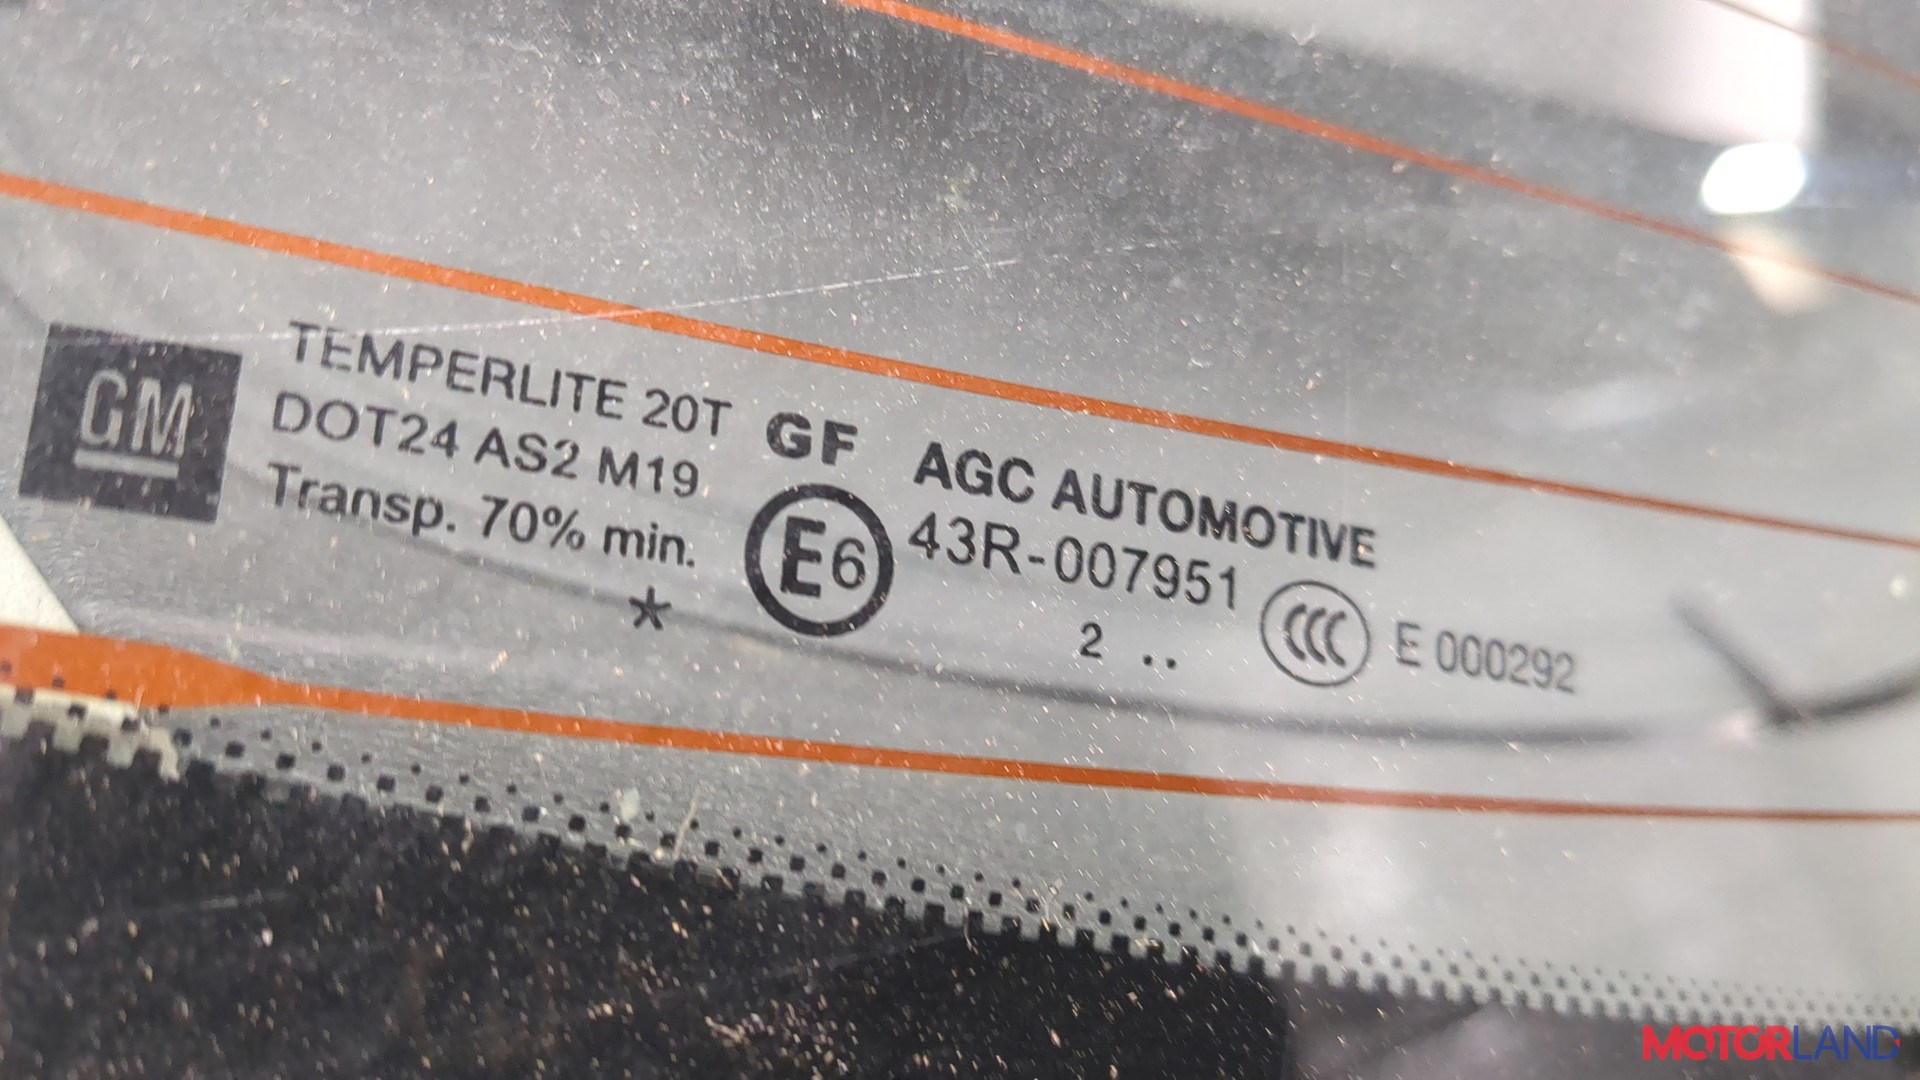 GM
TEMPERLITE 20T
DOT24 AS2 M19
Transp. 70% min.
*
GF
E6
AGC AUTOMOTIVE
43R-007951
2 ..
CCC
E 000292
MOTORLAND